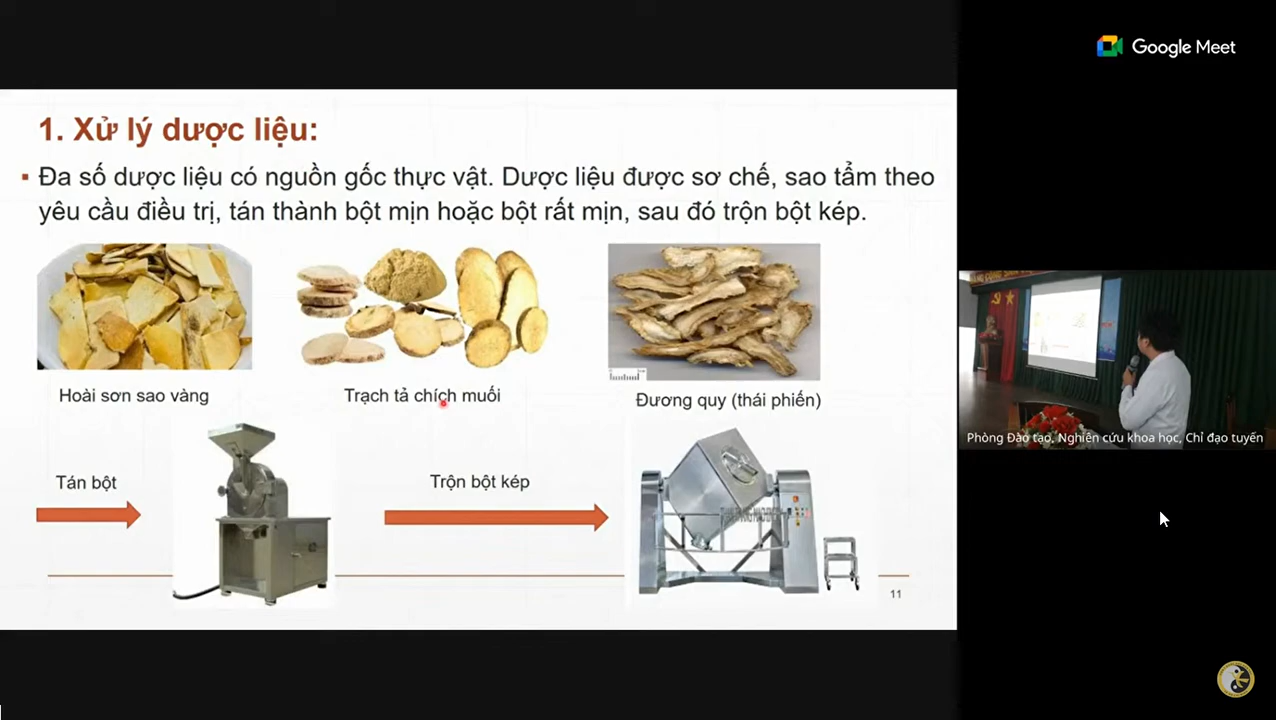 Google Meet
1. Xử lý dược liệu:
Đa số dược liệu có nguồn gốc thực vật. Dược liệu được sơ chế, sao tẩm theo
yêu cầu điều trị, tán thành bột mịn hoặc bột rất mịn, sau đó trộn bột kép.
Hoài sơn sao vàng
Trạch tả chích muối
Đương quy (thái phiến)
Tán bột
Trộn bột kép
11
Phòng Đào tạo, Nghiên cứu khoa học, Chỉ đạo tuyến